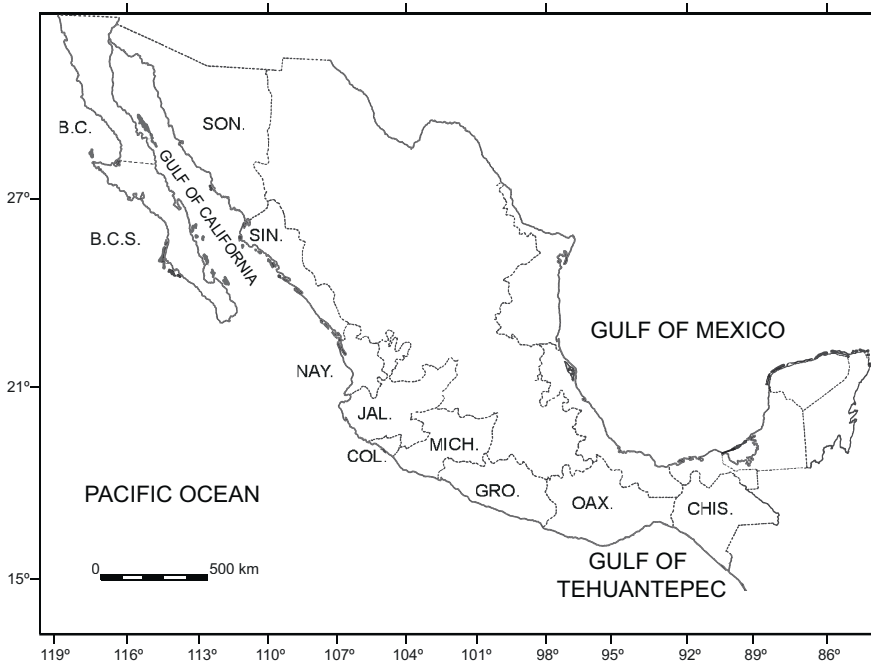 B.C.
SON.
GULF OF CALIFORNIA
27º
B.C.S.
SIN.
GULF OF MEXICO
NAY.
21º
JAL.
MICH.
COL.
GRO.
OAX.
CHIS.
PACIFIC OCEAN
0 500 km
GULF OF
TEHUANTEPEC
15º
119º 116º 113º 110º 107º 104º 101º 98º 95º 92º 89º 86º